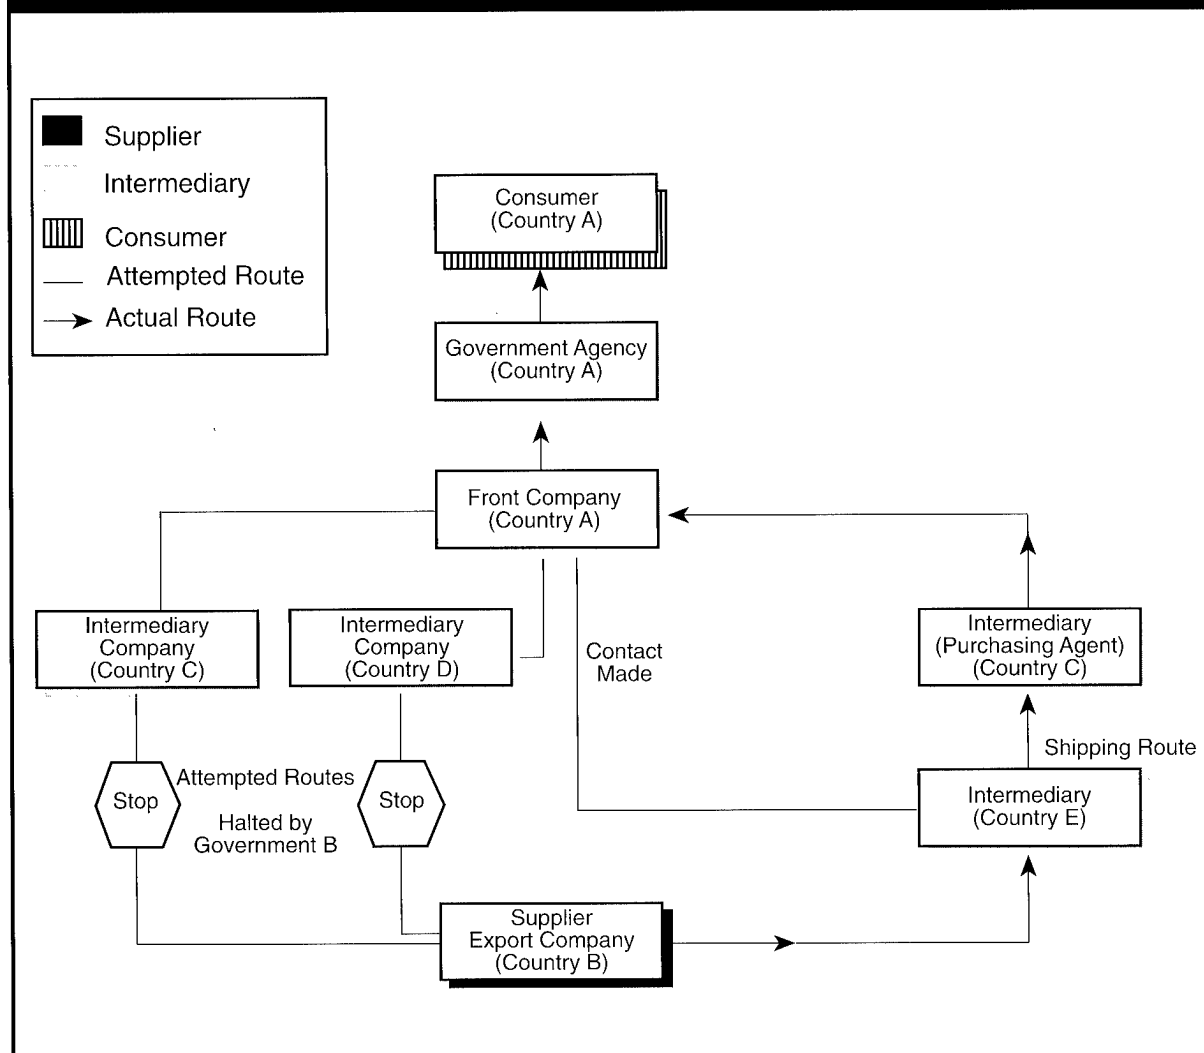 Supplier
Intermediary
Consumer
Attempted Route
Actual Route
Consumer
(Country A)
Government Agency
(Country A)
Front Company
(Country A)
Intermediary
Company
(Country C)
Intermediary
Company
(Country D)
Contact
Made
Intermediary
(Purchasing Agent)
(Country C)
Shipping Route
Stop
Attempted Routes
Halted by
Government B
Stop
Intermediary
(Country E)
Supplier
Export Company
(Country B)